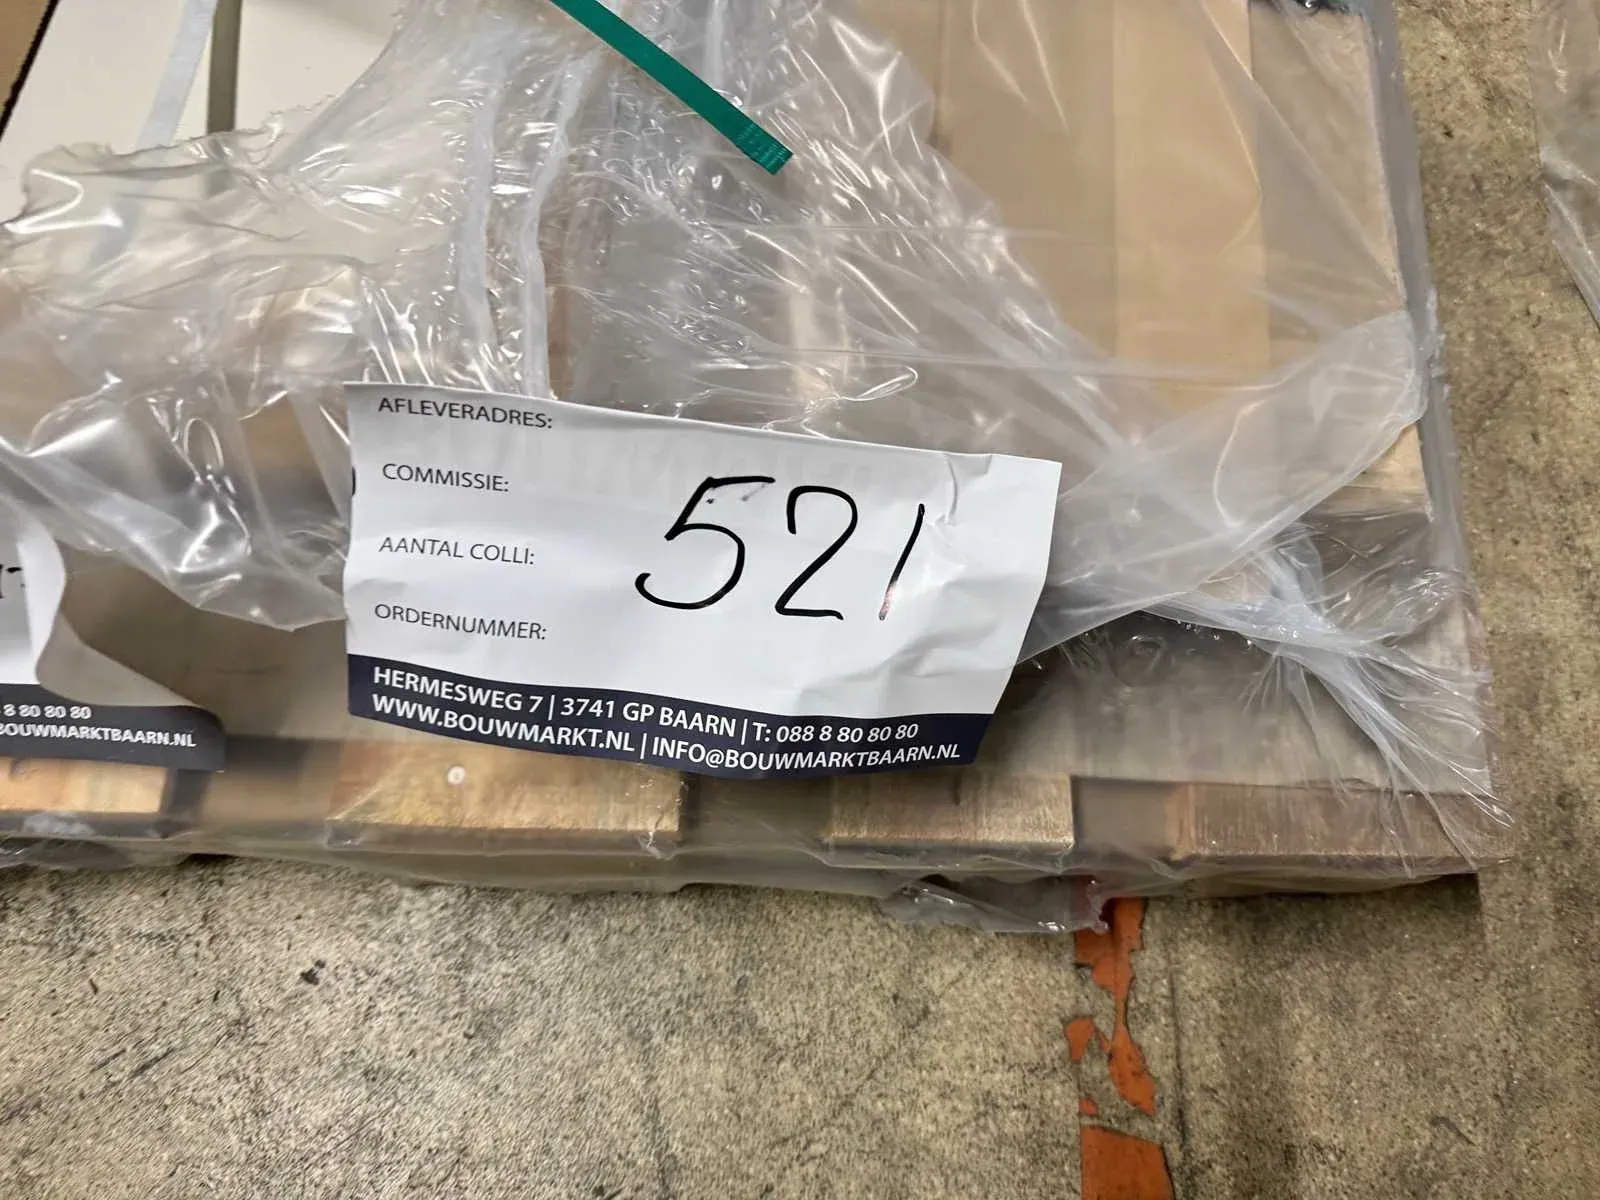 AFLEVERADRES:
COMMISSIE:
AANTAL COLLI:
ORDERNUMMER:
521
HERMESWEG 7 | 3741 GP BAARN | T: 088 8 80 80 80
WWW.BOUWMARKT.NL | INFO@BOUWMARKTBAARN.NL
8 80 80 80
BOUWMARKTBAARN.NL